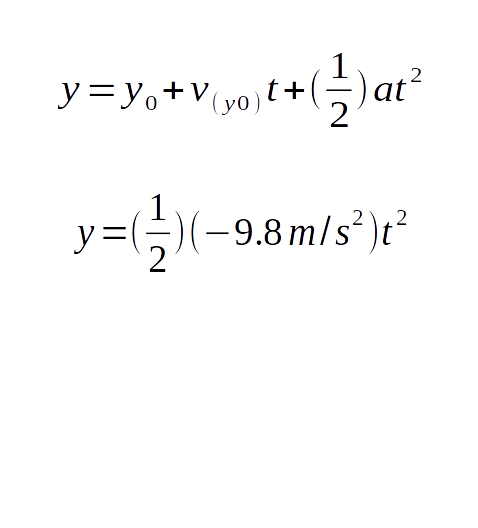 y = y₀ + v₍y0₎ t + (1/2) at²
y = (1/2)(−9.8 m/s²)t²